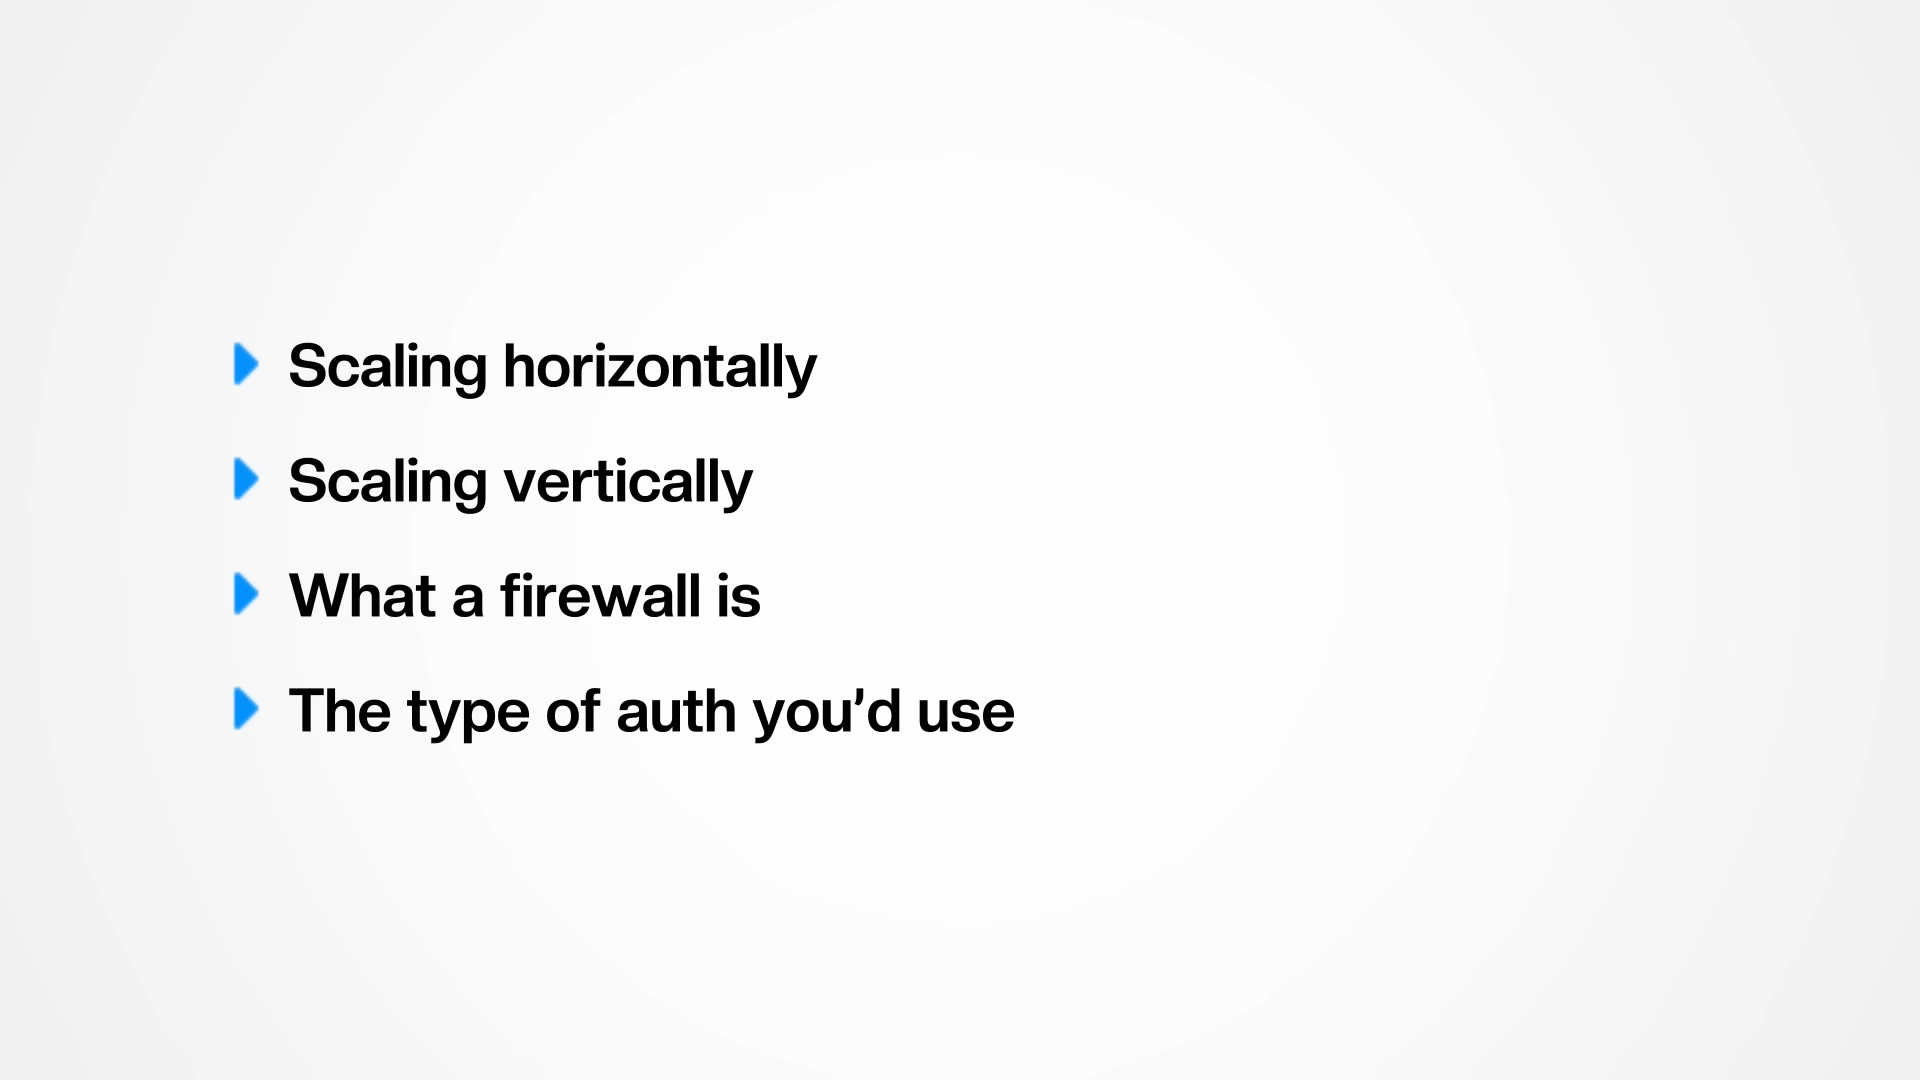 Scaling horizontally
Scaling vertically
What a firewall is
The type of auth you’d use